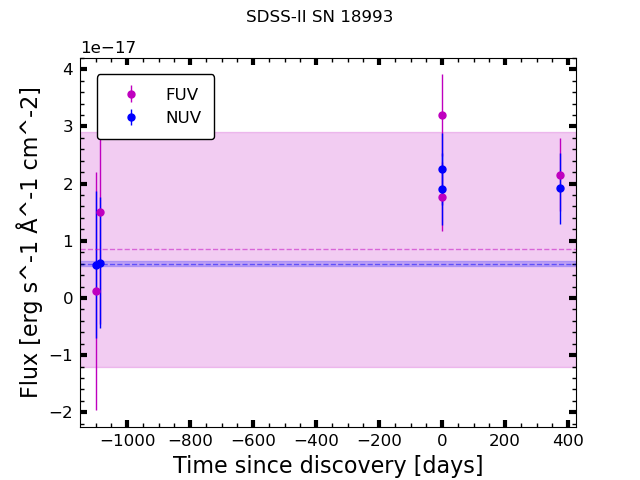 SDSS-II SN 18993
1e−17
4
3
2
1
0
−1
−2
FUV
NUV
Flux [erg s^-1 Å^-1 cm^-2]
−1000 −800 −600 −400 −200 0 200 400
Time since discovery [days]